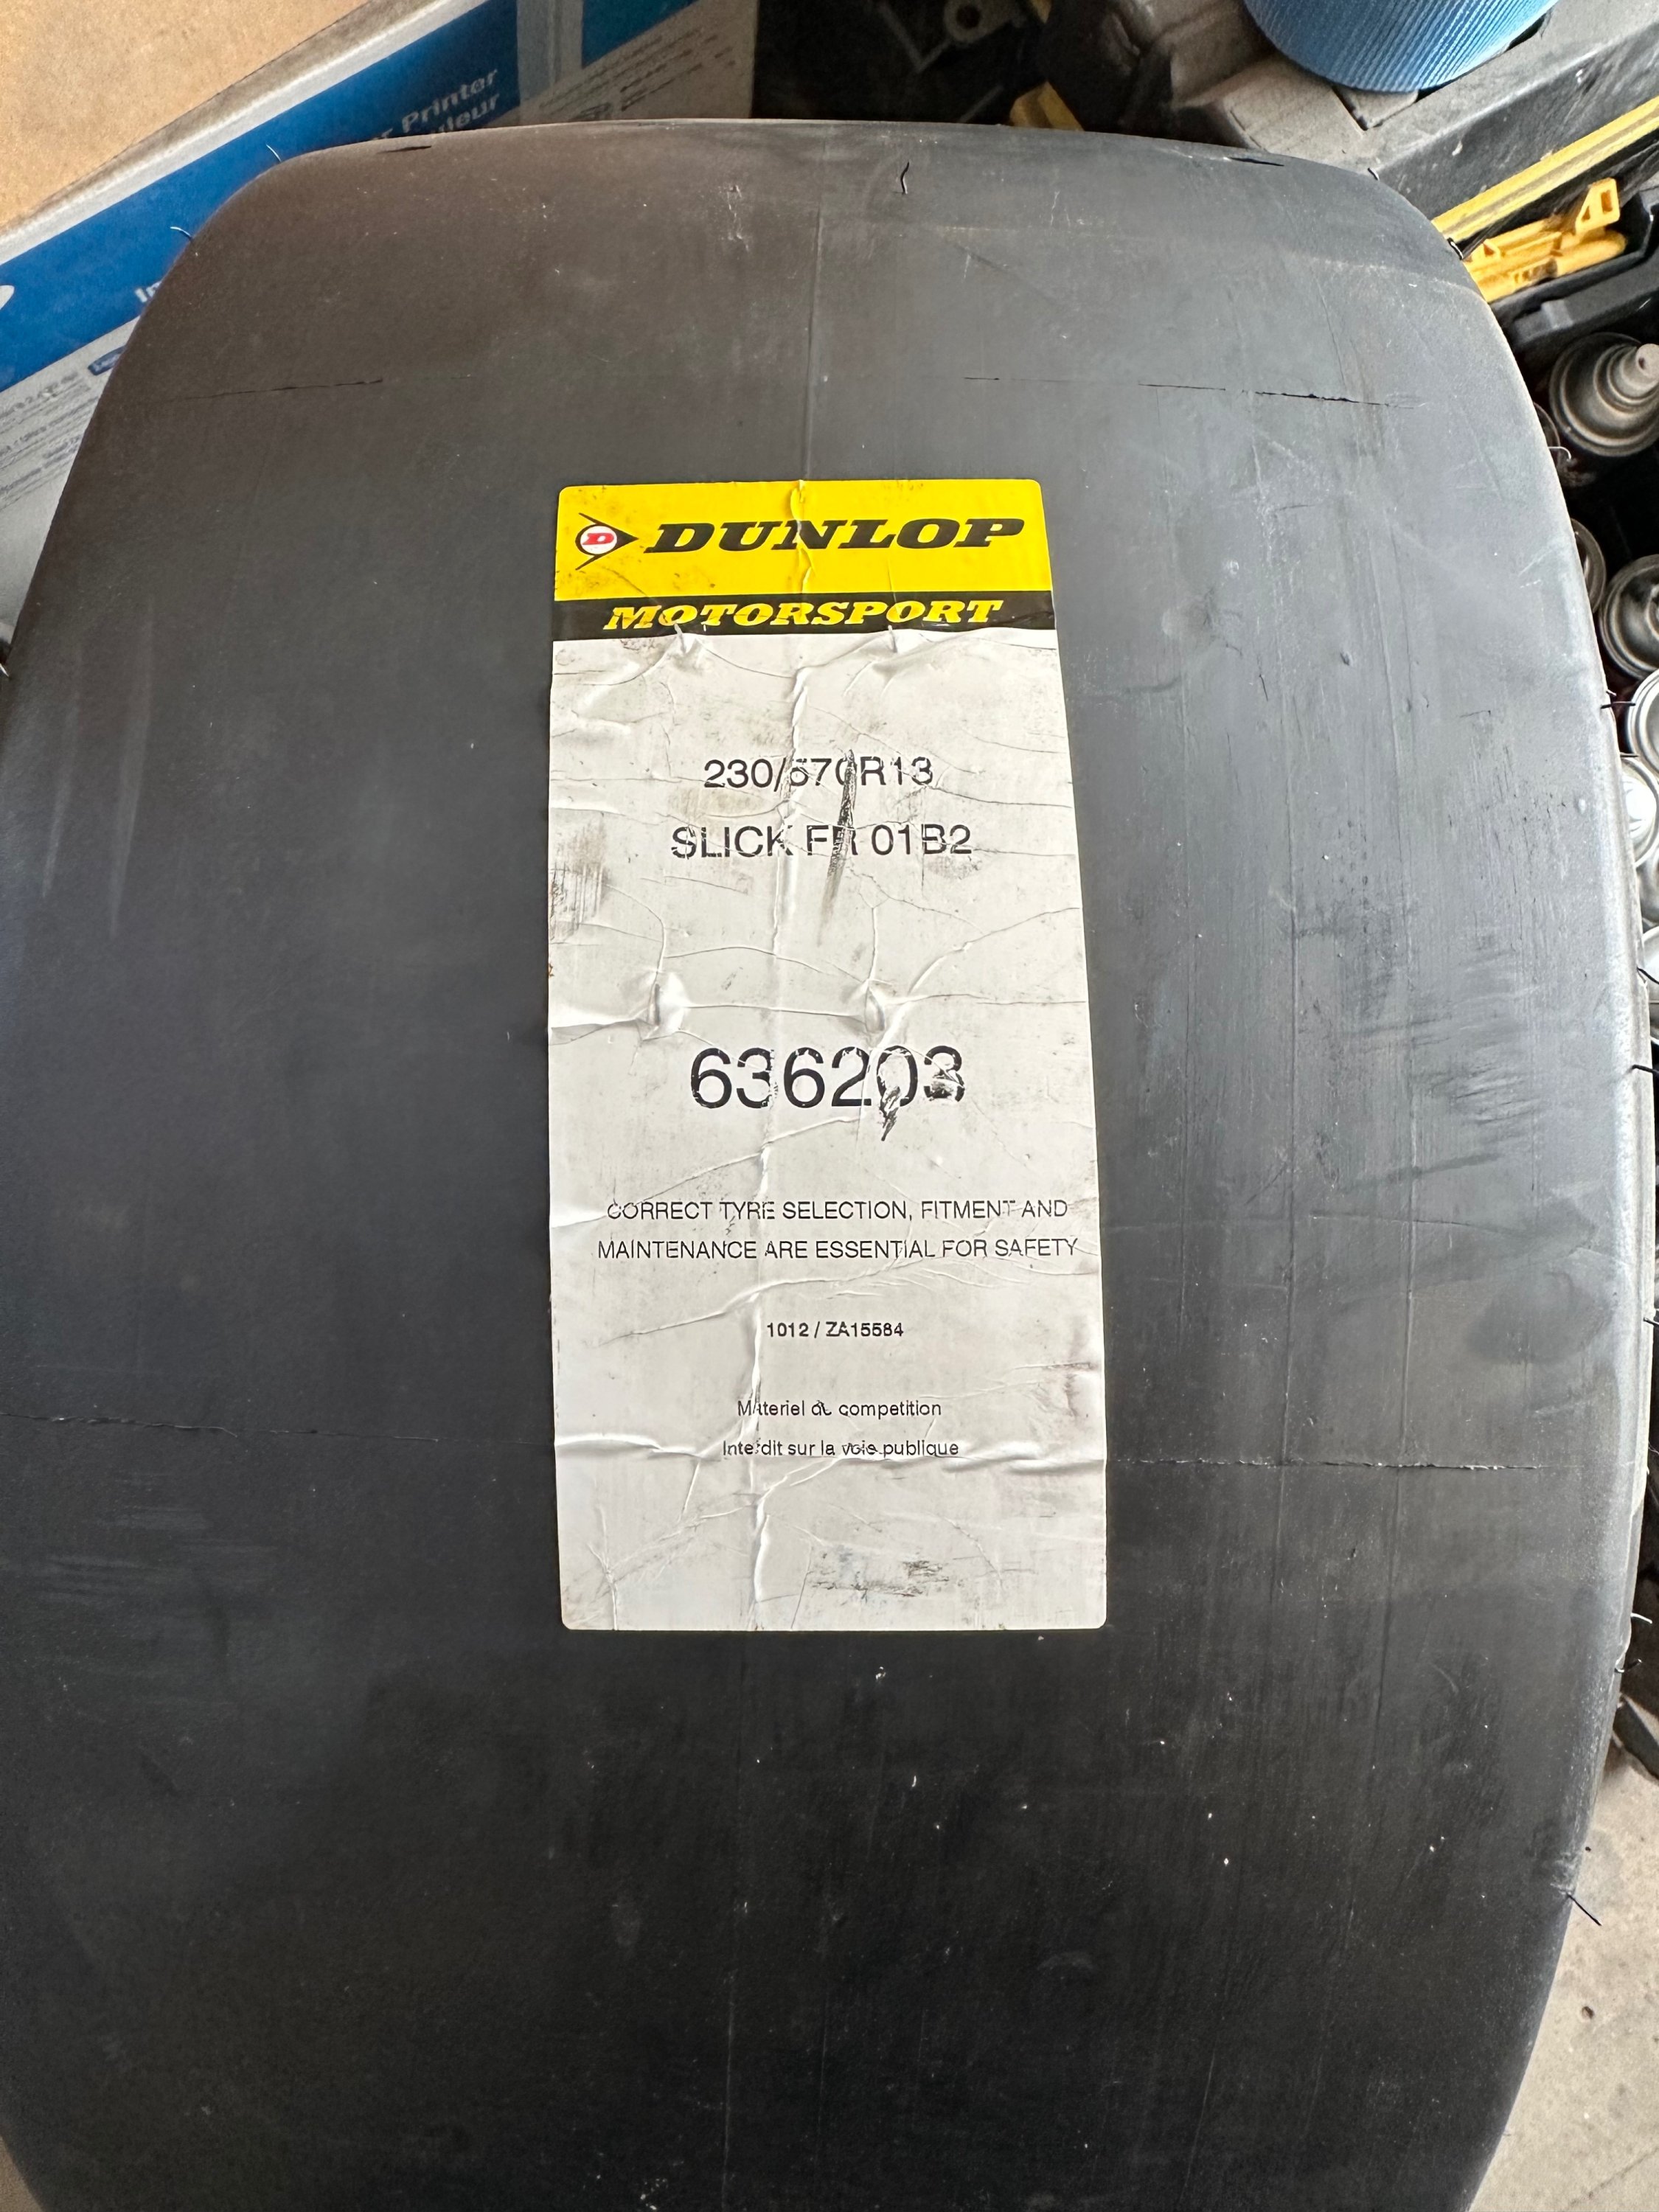 Printer
D DUNLOP
MOTORSPORT
230/570R13
SLICK FR 01B2
636203
CORRECT TYRE SELECTION, FITMENT AND
MAINTENANCE ARE ESSENTIAL FOR SAFETY
1012 / ZA15584
Materiel de competition
Interdit sur la voie publique